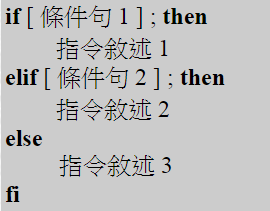 if [ 條件句 1 ] ; then
指令敘述 1
elif [ 條件句 2 ] ; then
指令敘述 2
else
指令敘述 3
fi